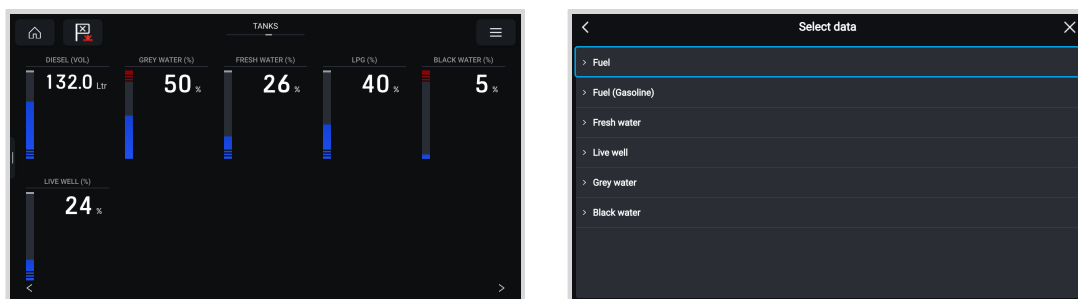 TANKS
DIESEL (VOL) GREY WATER (%) FRESH WATER (%) LPG (%) BLACK WATER (%)
132.0 Ltr 50 % 26 % 40 % 5 %
LIVE WELL (%)
24 %
Select data
Fuel
Fuel (Gasoline)
Fresh water
Live well
Grey water
Black water